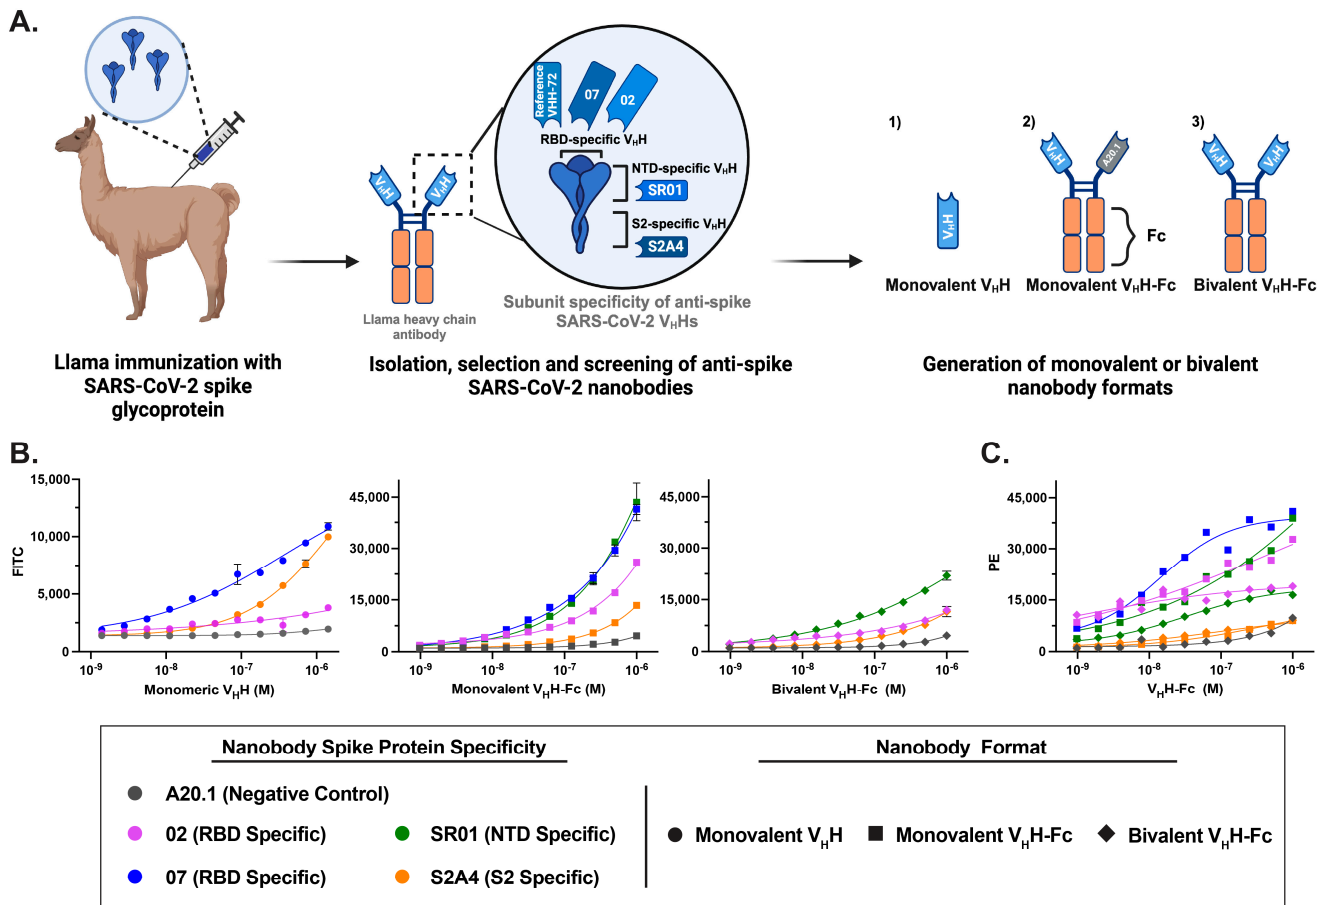 A.
Reference
VHH-72
07
02
RBD-specific VHH
NTD-specific VHH
SR01
S2-specific VHH
S2A4
VHH
VHH
Llama heavy chain
antibody
Subunit specificity of anti-spike
SARS-CoV-2 VHHs
1)
2)
3)
VHH
VHH
A20.1
VHH
VHH
Fc
Monovalent VHH
Monovalent VHH-Fc
Bivalent VHH-Fc
Llama immunization with
SARS-CoV-2 spike
glycoprotein
Isolation, selection and screening of anti-spike
SARS-CoV-2 nanobodies
Generation of monovalent or bivalent
nanobody formats
B.
FITC
15,000
10,000
5,000
0
10-9
10-8
10-7
10-6
Monomeric VHH (M)
45,000
30,000
15,000
0
10-9
10-8
10-7
10-6
Monovalent VHH-Fc (M)
45,000
30,000
15,000
0
10-9
10-8
10-7
10-6
Bivalent VHH-Fc (M)
C.
PE
45,000
30,000
15,000
0
10-9
10-8
10-7
10-6
VHH-Fc (M)
Nanobody Spike Protein Specificity
A20.1 (Negative Control)
02 (RBD Specific)
SR01 (NTD Specific)
07 (RBD Specific)
S2A4 (S2 Specific)
Nanobody Format
Monovalent VHH
Monovalent VHH-Fc
Bivalent VHH-Fc